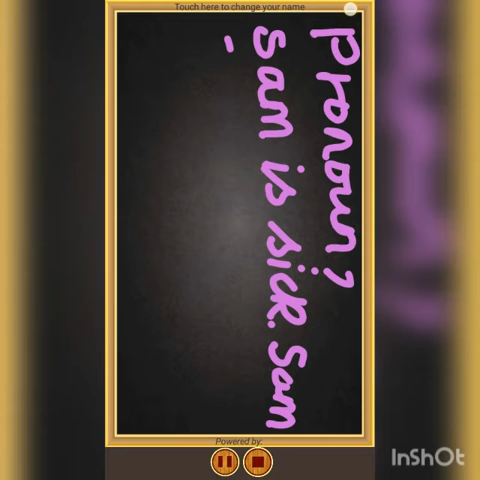 Touch here to change your name
Pronoun?
Sam is sick. Sam
-
Powered by:
InShOt